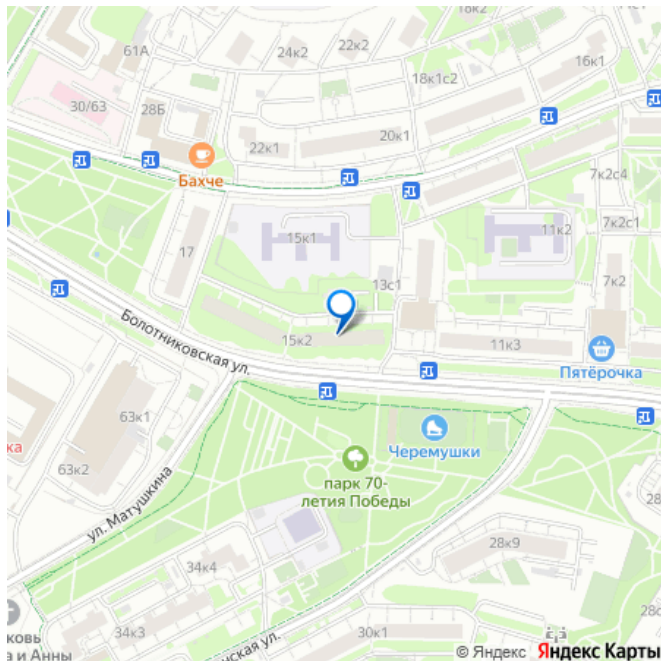 18к2
22к2
61А
24к2
16к1
18к1с2
30/63
28Б
20к1
22к1
Бахче
7к2с4
7к2с1
15к1
11к2
17
13с1
7к2
Болотниковская ул.
15к2
11к3
Пятёрочка
63к1
Черемушки
63к2
парк 70-
летия Победы
ул. Матушкина
28к9
34к4
34к3
30к1
© Яндекс Яндекс Карты